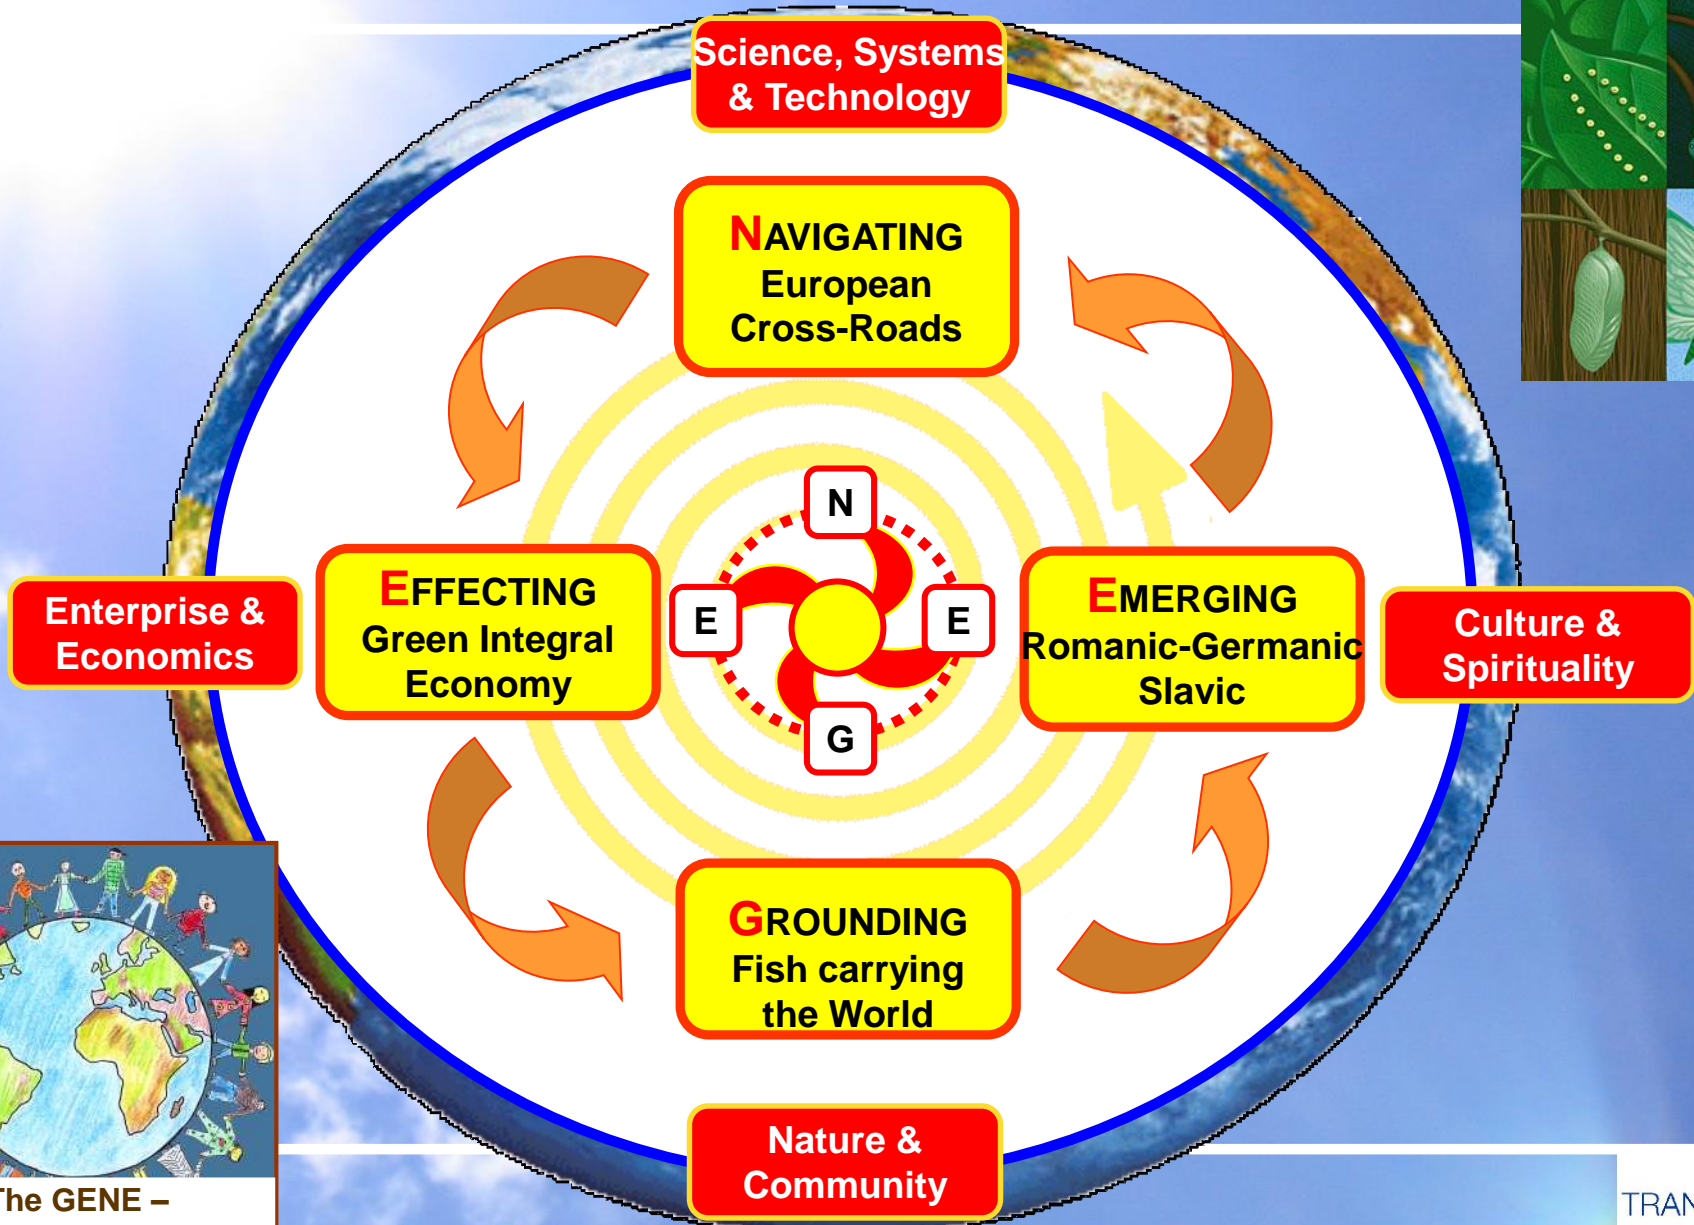 Science, Systems
& Technology
NAVIGATING
European
Cross-Roads
N
EFFECTING
Green Integral
Economy
E
E
EMERGING
Romanic-Germanic
Slavic
Enterprise &
Economics
Culture &
Spirituality
G
GROUNDING
Fish carrying
the World
Nature &
Community
The GENE –
TRAN